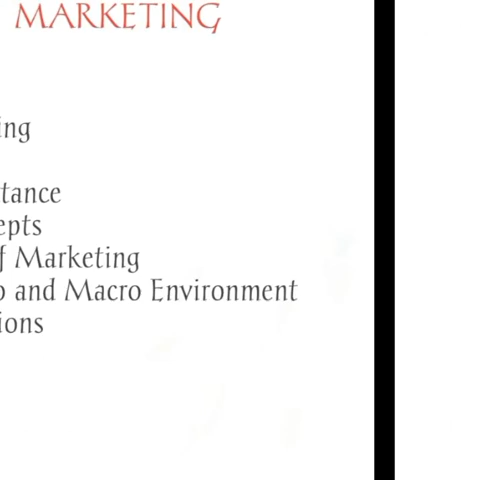 MARKETING
ing
tance
epts
f Marketing
o and Macro Environment
ions